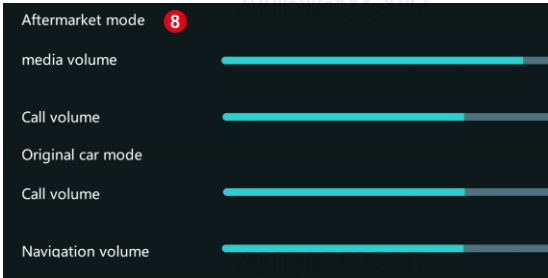 Aftermarket mode 8
media volume
Call volume
Original car mode
Call volume
Navigation volume